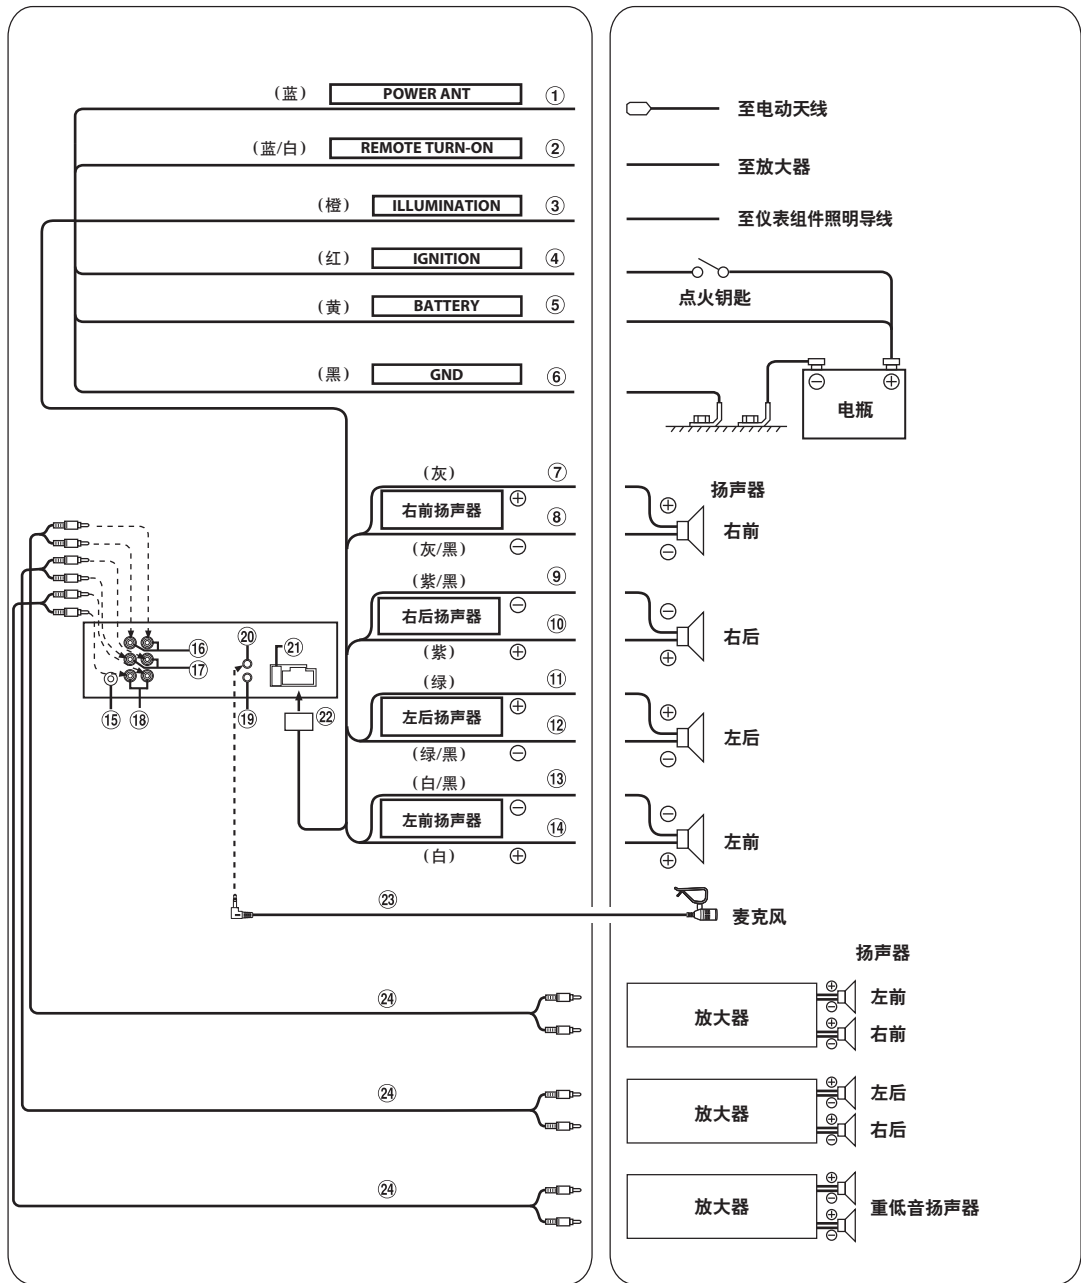 (蓝) POWER ANT ① 至电动天线
(蓝/白) REMOTE TURN-ON ② 至放大器
(橙) ILLUMINATION ③ 至仪表组件照明导线
(红) IGNITION ④
点火钥匙
(黄) BATTERY ⑤
(黑) GND ⑥
⊖ ⊕
电瓶
(灰) ⑦
扬声器
右前扬声器 ⊕ ⑧ ⊕ 右前
(灰/黑) ⊖ ⊖
(紫/黑) ⑨
右后扬声器 ⊖ ⑩ ⊖ 右后
(紫) ⊕ ⊕
(绿) ⑪
左后扬声器 ⊕ ⑫ ⊕ 左后
(绿/黑) ⊖ ⊖
(白/黑) ⑬
左前扬声器 ⊖ ⑭ ⊖ 左前
(白) ⊕ ⊕
⑯ ⑳ ㉑
⑰
⑮ ⑱ ⑲ ㉒
㉓ 麦克风
扬声器
㉔ 放大器 ⊕ ⊖ 左前
⊕ ⊖ 右前
㉔ 放大器 ⊕ ⊖ 左后
⊕ ⊖ 右后
㉔ 放大器 ⊕ ⊖ ⊕ ⊖ 重低音扬声器